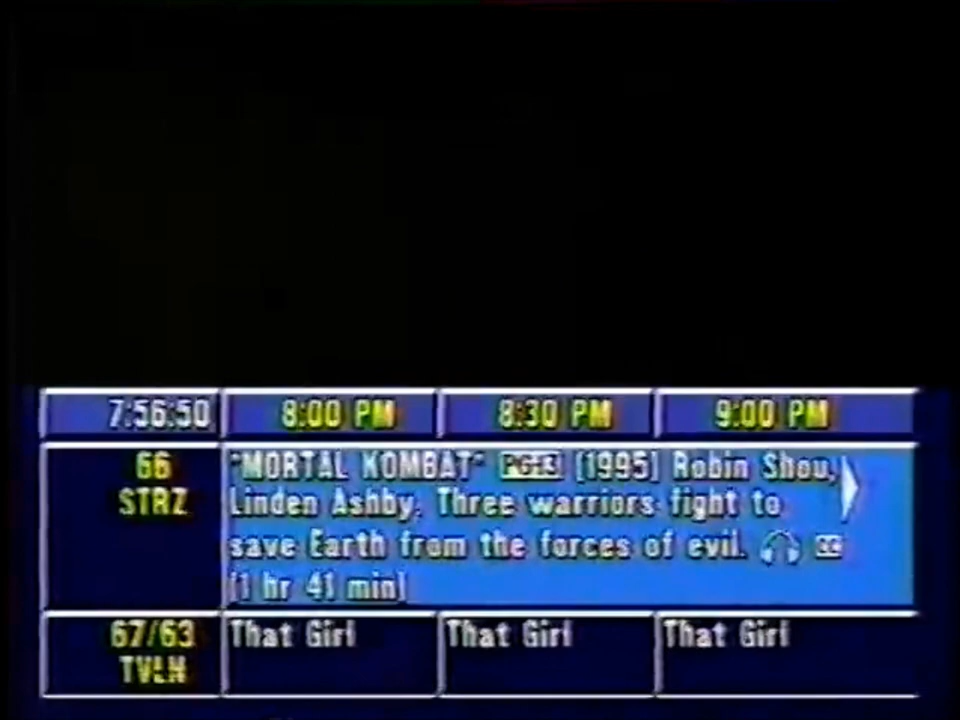 7:56:50 8:00 PM 8:30 PM 9:00 PM
66 "MORTAL KOMBAT" PG-13 (1995) Robin Shou,
STRZ Linden Ashby. Three warriors fight to
save Earth from the forces of evil. CC
(1 hr 41 min)
67/63 That Girl That Girl That Girl
TVLN